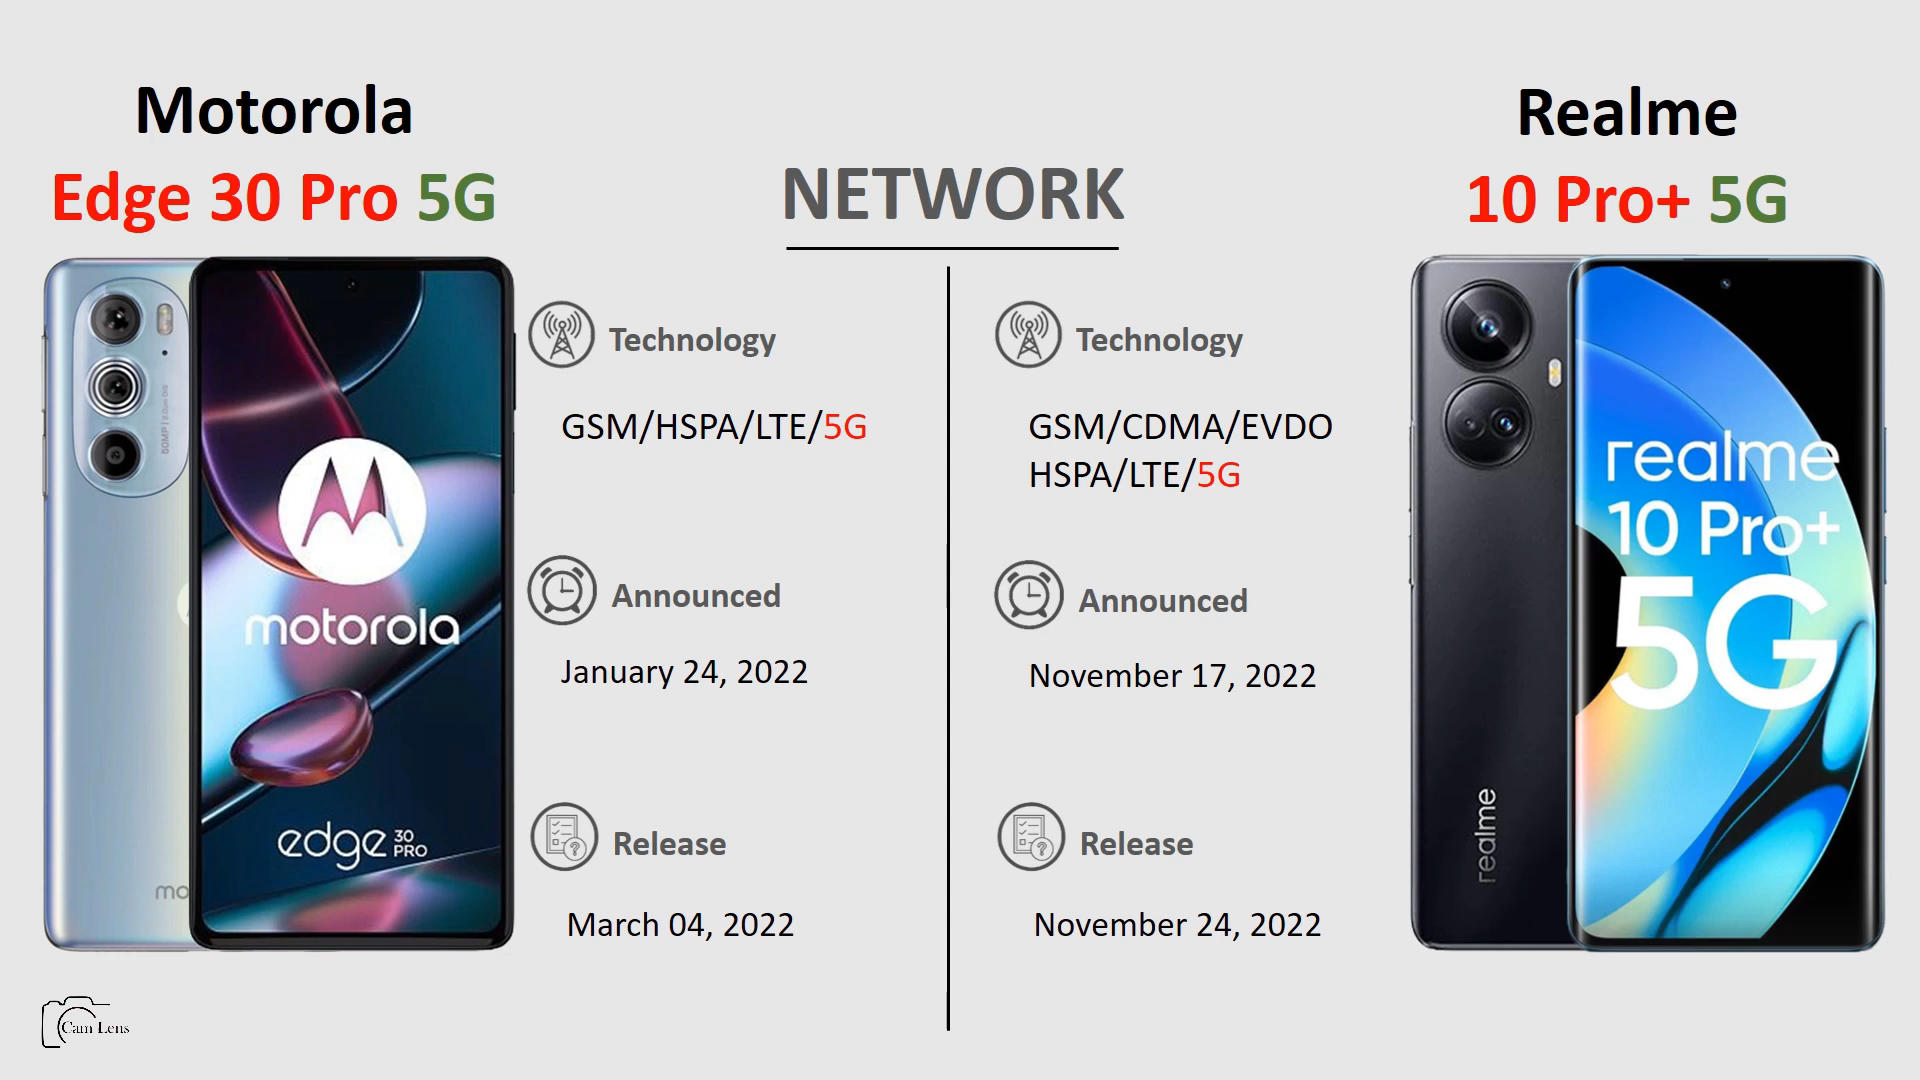 Motorola
Edge 30 Pro 5G
NETWORK
Realme
10 Pro+ 5G
Technology
GSM/HSPA/LTE/5G
Announced
January 24, 2022
Release
March 04, 2022
Technology
GSM/CDMA/EVDO
HSPA/LTE/5G
Announced
November 17, 2022
Release
November 24, 2022
motorola
edge 30 PRO
mo
realme
realme
10 Pro+
5G
Cam Lens